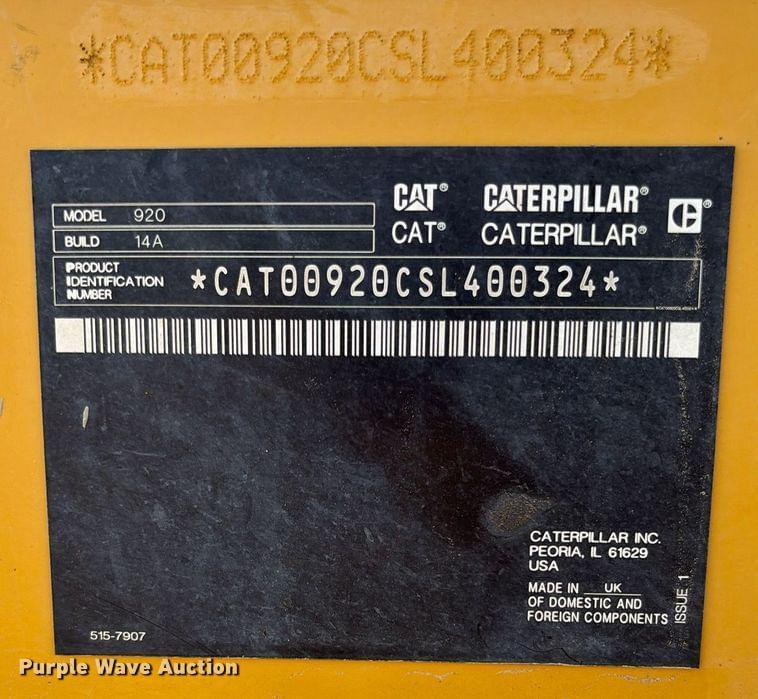 *CAT00920CSL400324*
CAT® CATERPILLAR® C®
CAT® CATERPILLAR®
MODEL 920
BUILD 14A
PRODUCT IDENTIFICATION NUMBER *CAT00920CSL400324*
*CAT00920CSL400324*
CATERPILLAR INC.
PEORIA, IL 61629
USA
MADE IN UK
OF DOMESTIC AND
FOREIGN COMPONENTS
ISSUE 1
515-7907
Purple Wave Auction